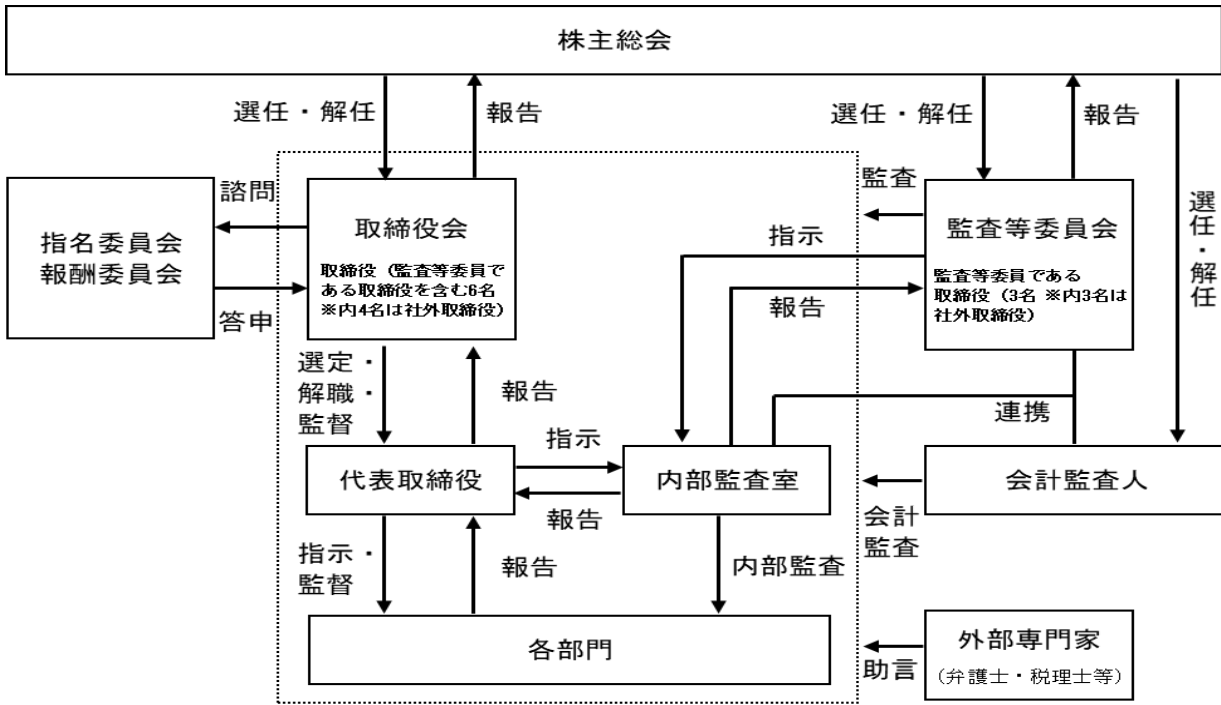 株主総会
選任・解任
報告
選任・解任
報告
選任・解任
諮問
指名委員会
報酬委員会
答申
取締役会
取締役（監査等委員で
ある取締役を含む6名
※内4名は社外取締役）
監査
監査等委員会
監査等委員である
取締役（3名 ※内3名は
社外取締役）
指示
報告
選定・
解職・
監督
報告
連携
代表取締役
指示
報告
内部監査室
会計監査人
会計
監査
指示・
監督
報告
内部監査
各部門
助言
外部専門家
（弁護士・税理士等）